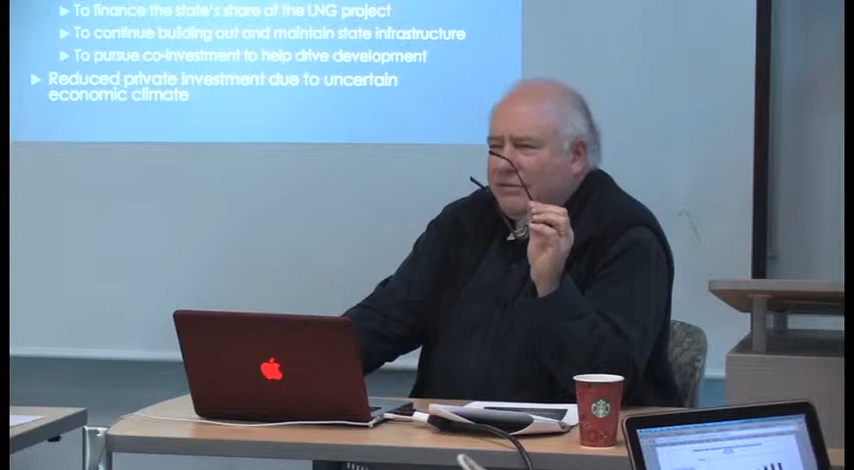 To finance the state's share of the LNG project
To continue building out and maintain state infrastructure
To pursue co-investment to help drive development
Reduced private investment due to uncertain
economic climate